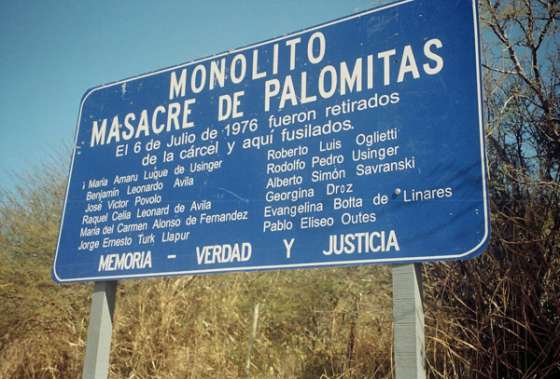 MONOLITO
MASACRE DE PALOMITAS
El 6 de Julio de 1976 fueron retirados
de la cárcel y aquí fusilados.
María Amaru Luque de Usinger
Benjamin Leonardo Avila
José Victor Povolo
Raquel Celia Leonard de Avila
María del Carmen Alonso de Fernandez
Jorge Ernesto Turk Llapur
Roberto Luis Oglietti
Rodolfo Pedro Usinger
Alberto Simón Savranski
Georgina Droz
Evangelina Botta de Linares
Pablo Eliseo Outes
MEMORIA - VERDAD Y JUSTICIA